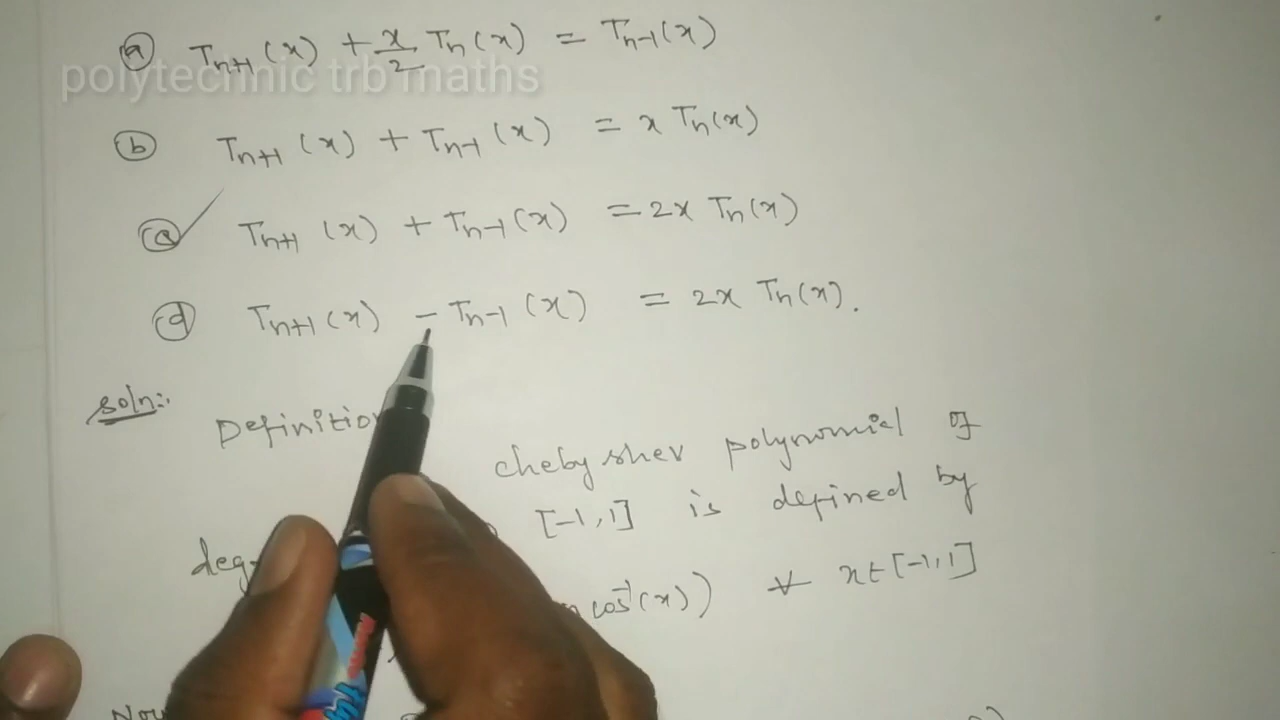 ⓐ Tₙ₊₁(x) + x/2 Tₙ(x) = Tₙ₋₁(x)
polytechnic trb maths
ⓑ Tₙ₊₁(x) + Tₙ₋₁(x) = x Tₙ(x)
Tₙ₊₁(x) + Tₙ₋₁(x) = 2x Tₙ(x)
ⓓ Tₙ₊₁(x) - Tₙ₋₁(x) = 2x Tₙ(x).
Soln:
Definition
chebyshev polynomial of
[-1,1] is defined by
cos⁻¹(x)) ∀ x∈[-1,1]